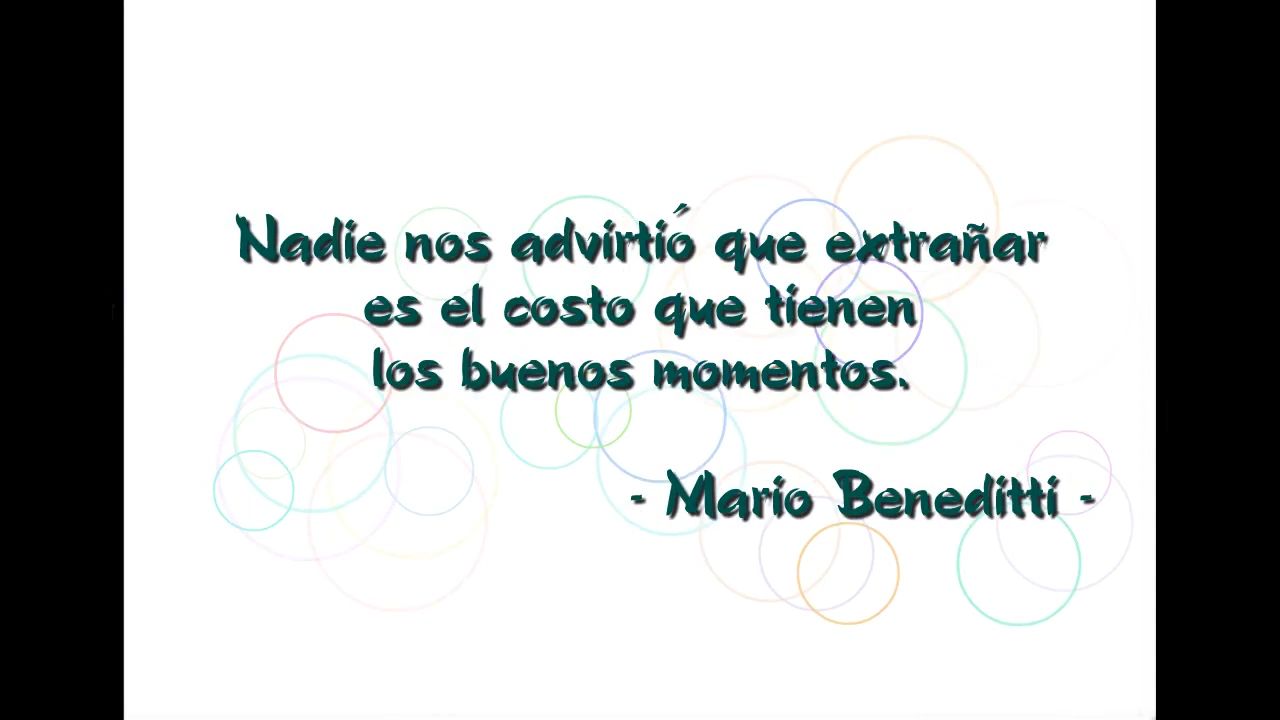 Nadie nos advirtió que extrañar
es el costo que tienen
los buenos momentos.
- Mario Beneditti -